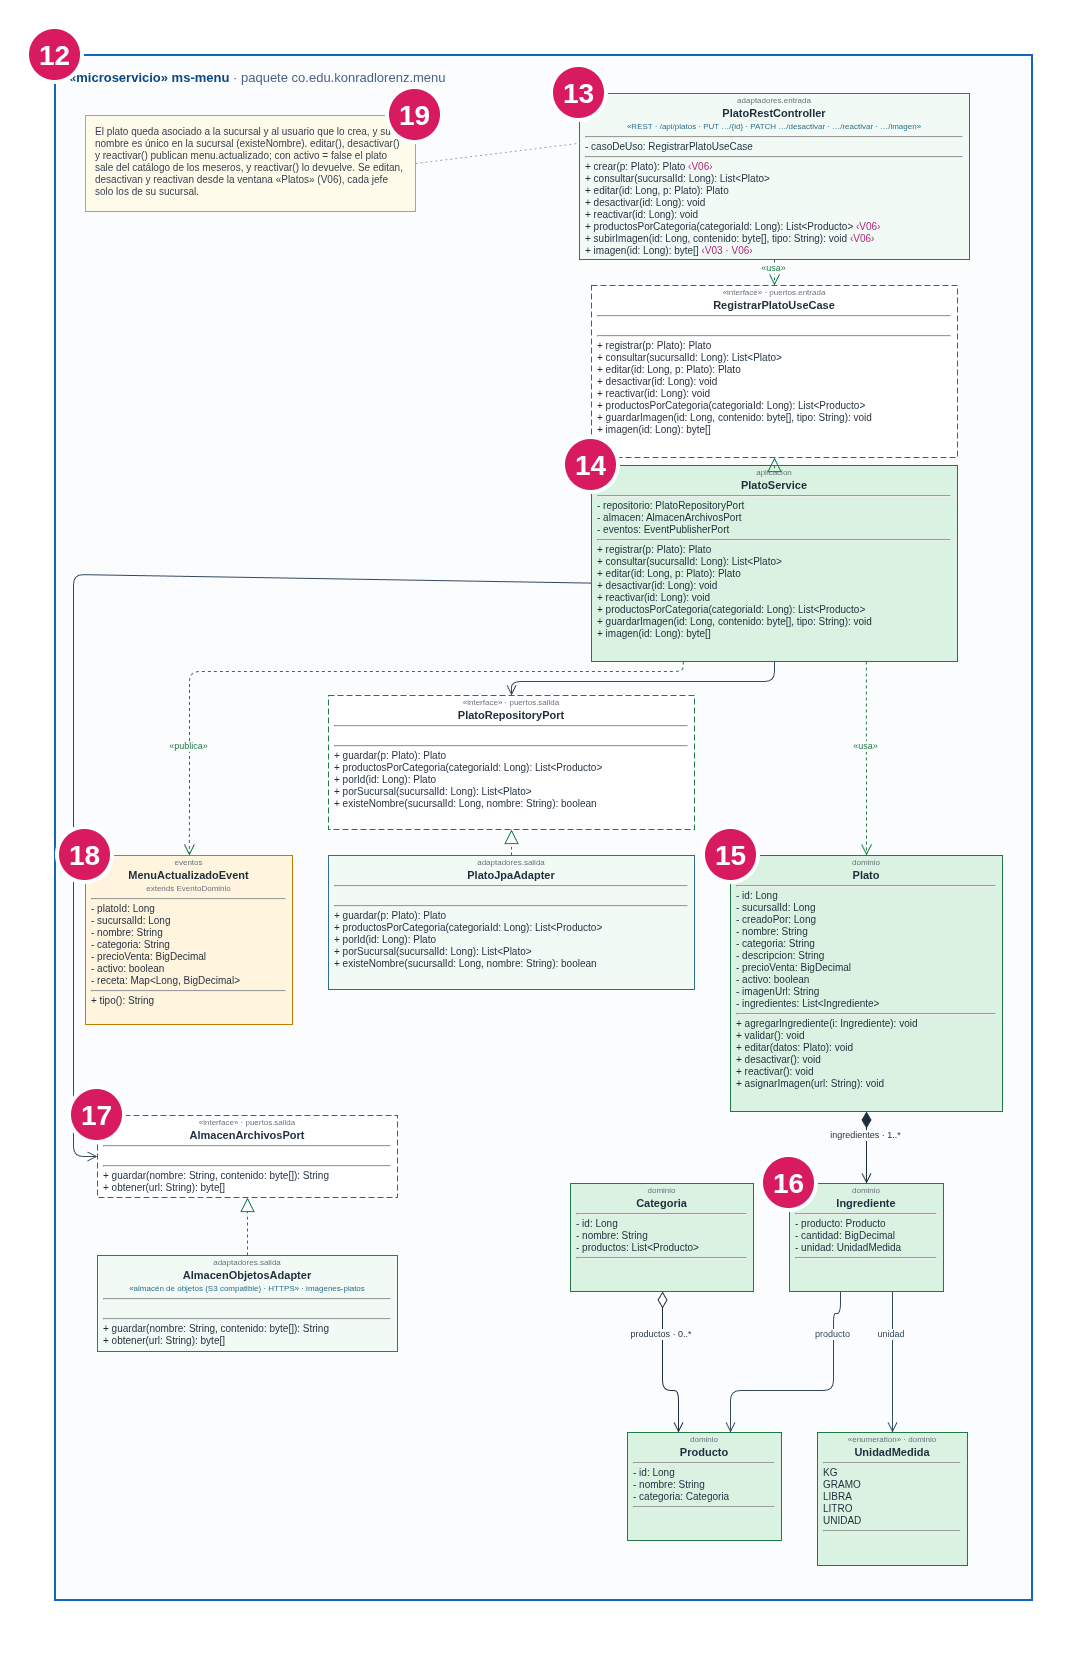 12
«microservicio» ms-menu · paquete co.edu.konradlorenz.menu
19
El plato queda asociado a la sucursal y al usuario que lo crea, y su
nombre es único en la sucursal (existeNombre). editar(), desactivar()
y reactivar() publican menu.actualizado; con activo = false el plato
sale del catálogo de los meseros, y reactivar() lo devuelve. Se editan,
desactivan y reactivan desde la ventana «Platos» (V06), cada jefe
solo los de su sucursal.
13
adaptadores.entrada
PlatoRestController
«REST · /api/platos · PUT …/{id} · PATCH …/desactivar · …/reactivar · …/imagen»
- casoDeUso: RegistrarPlatoUseCase
+ crear(p: Plato): Plato ‹V06›
+ consultar(sucursalId: Long): List<Plato>
+ editar(id: Long, p: Plato): Plato
+ desactivar(id: Long): void
+ reactivar(id: Long): void
+ productosPorCategoria(categoriaId: Long): List<Producto> ‹V06›
+ subirImagen(id: Long, contenido: byte[], tipo: String): void ‹V06›
+ imagen(id: Long): byte[] ‹V03 · V06›
«usa»
«interface» · puertos.entrada
RegistrarPlatoUseCase
+ registrar(p: Plato): Plato
+ consultar(sucursalId: Long): List<Plato>
+ editar(id: Long, p: Plato): Plato
+ desactivar(id: Long): void
+ reactivar(id: Long): void
+ productosPorCategoria(categoriaId: Long): List<Producto>
+ guardarImagen(id: Long, contenido: byte[], tipo: String): void
+ imagen(id: Long): byte[]
14
aplicacion
PlatoService
- repositorio: PlatoRepositoryPort
- almacen: AlmacenArchivosPort
- eventos: EventPublisherPort
+ registrar(p: Plato): Plato
+ consultar(sucursalId: Long): List<Plato>
+ editar(id: Long, p: Plato): Plato
+ desactivar(id: Long): void
+ reactivar(id: Long): void
+ productosPorCategoria(categoriaId: Long): List<Producto>
+ guardarImagen(id: Long, contenido: byte[], tipo: String): void
+ imagen(id: Long): byte[]
«publica»
«usa»
«interface» · puertos.salida
PlatoRepositoryPort
+ guardar(p: Plato): Plato
+ productosPorCategoria(categoriaId: Long): List<Producto>
+ porId(id: Long): Plato
+ porSucursal(sucursalId: Long): List<Plato>
+ existeNombre(sucursalId: Long, nombre: String): boolean
18
eventos
MenuActualizadoEvent
extends EventoDominio
- platoId: Long
- sucursalId: Long
- nombre: String
- categoria: String
- precioVenta: BigDecimal
- activo: boolean
- receta: Map<Long, BigDecimal>
+ tipo(): String
adaptadores.salida
PlatoJpaAdapter
+ guardar(p: Plato): Plato
+ productosPorCategoria(categoriaId: Long): List<Producto>
+ porId(id: Long): Plato
+ porSucursal(sucursalId: Long): List<Plato>
+ existeNombre(sucursalId: Long, nombre: String): boolean
15
dominio
Plato
- id: Long
- sucursalId: Long
- creadoPor: Long
- nombre: String
- categoria: String
- descripcion: String
- precioVenta: BigDecimal
- activo: boolean
- imagenUrl: String
- ingredientes: List<Ingrediente>
+ agregarIngrediente(i: Ingrediente): void
+ validar(): void
+ editar(datos: Plato): void
+ desactivar(): void
+ reactivar(): void
+ asignarImagen(url: String): void
17
«interface» · puertos.salida
AlmacenArchivosPort
+ guardar(nombre: String, contenido: byte[]): String
+ obtener(url: String): byte[]
ingredientes · 1..*
dominio
Categoria
- id: Long
- nombre: String
- productos: List<Producto>
16
dominio
Ingrediente
- producto: Producto
- cantidad: BigDecimal
- unidad: UnidadMedida
adaptadores.salida
AlmacenObjetosAdapter
«almacén de objetos (S3 compatible) · HTTPS» · imagenes-platos
+ guardar(nombre: String, contenido: byte[]): String
+ obtener(url: String): byte[]
productos · 0..*
producto
unidad
dominio
Producto
- id: Long
- nombre: String
- categoria: Categoria
«enumeration» · dominio
UnidadMedida
KG
GRAMO
LIBRA
LITRO
UNIDAD